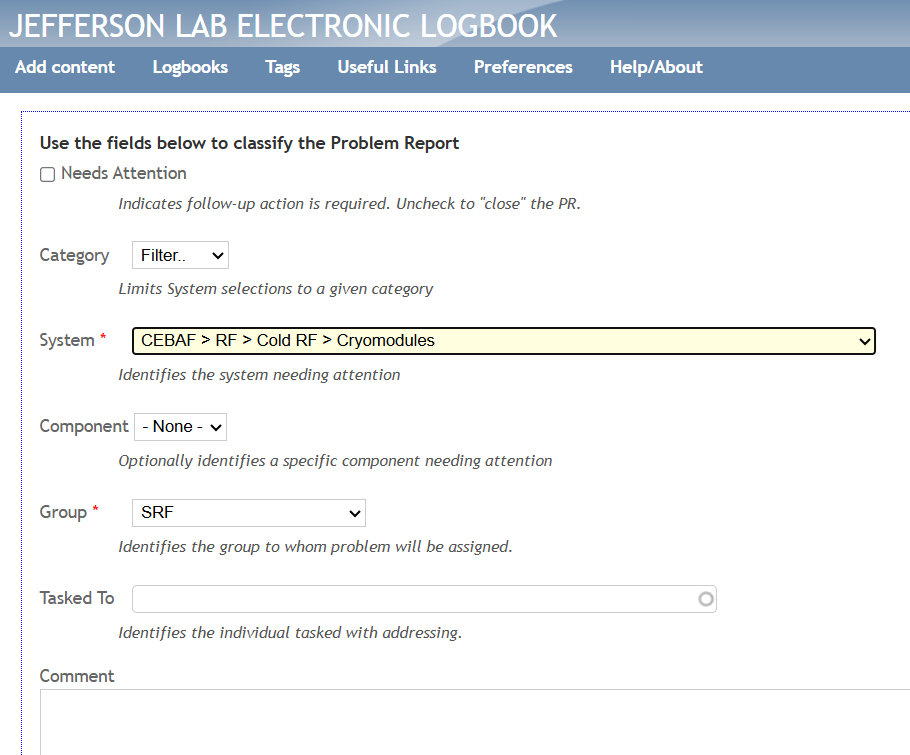 JEFFERSON LAB ELECTRONIC LOGBOOK
Add content Logbooks Tags Useful Links Preferences Help/About
Use the fields below to classify the Problem Report
Needs Attention
Indicates follow-up action is required. Uncheck to "close" the PR.
Category Filter..
Limits System selections to a given category
System * CEBAF > RF > Cold RF > Cryomodules
Identifies the system needing attention
Component - None -
Optionally identifies a specific component needing attention
Group * SRF
Identifies the group to whom problem will be assigned.
Tasked To
Identifies the individual tasked with addressing.
Comment